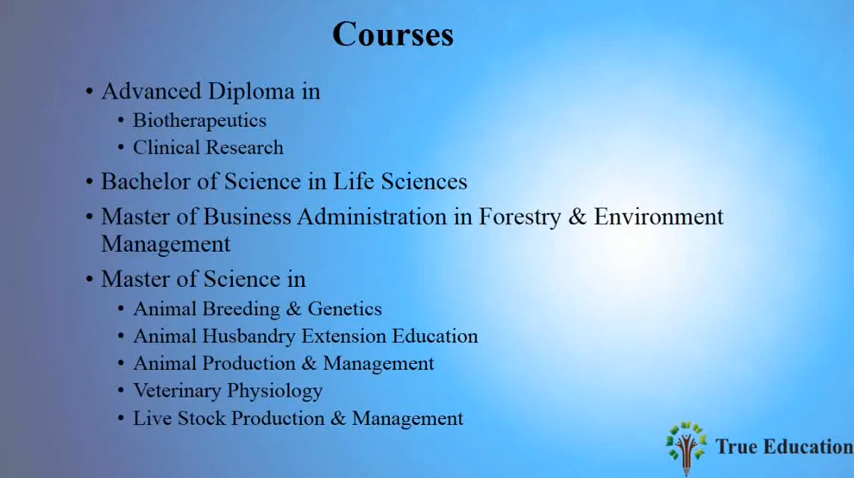 Courses
• Advanced Diploma in
• Biotherapeutics
• Clinical Research
• Bachelor of Science in Life Sciences
• Master of Business Administration in Forestry & Environment
Management
• Master of Science in
• Animal Breeding & Genetics
• Animal Husbandry Extension Education
• Animal Production & Management
• Veterinary Physiology
• Live Stock Production & Management
True Education